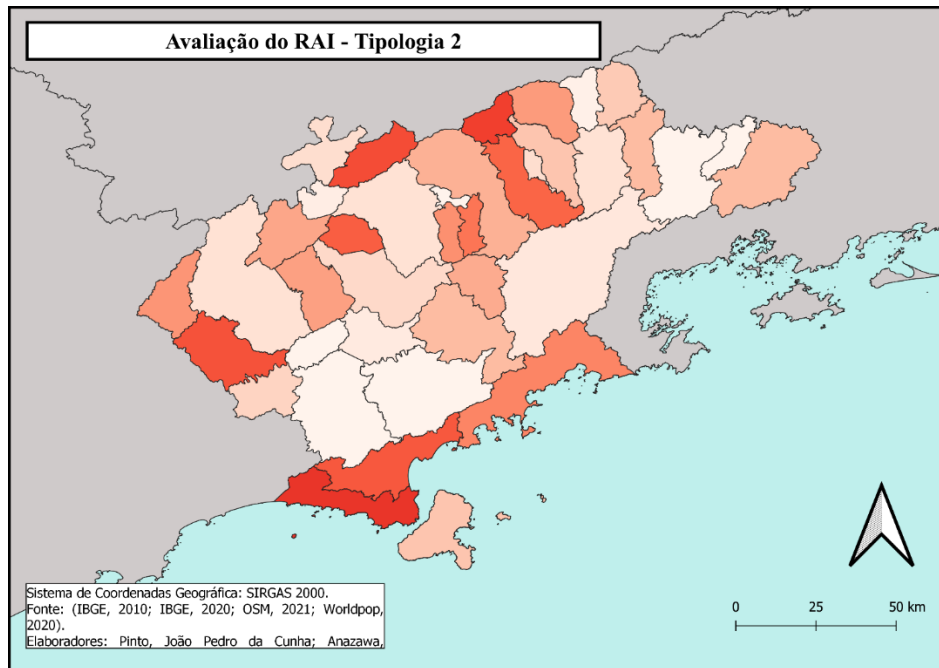 Avaliação do RAI - Tipologia 2
Sistema de Coordenadas Geográfica: SIRGAS 2000.
Fonte: (IBGE, 2010; IBGE, 2020; OSM, 2021; Worldpop,
2020).
Elaboradores: Pinto, João Pedro da Cunha; Anazawa,
0 25 50 km